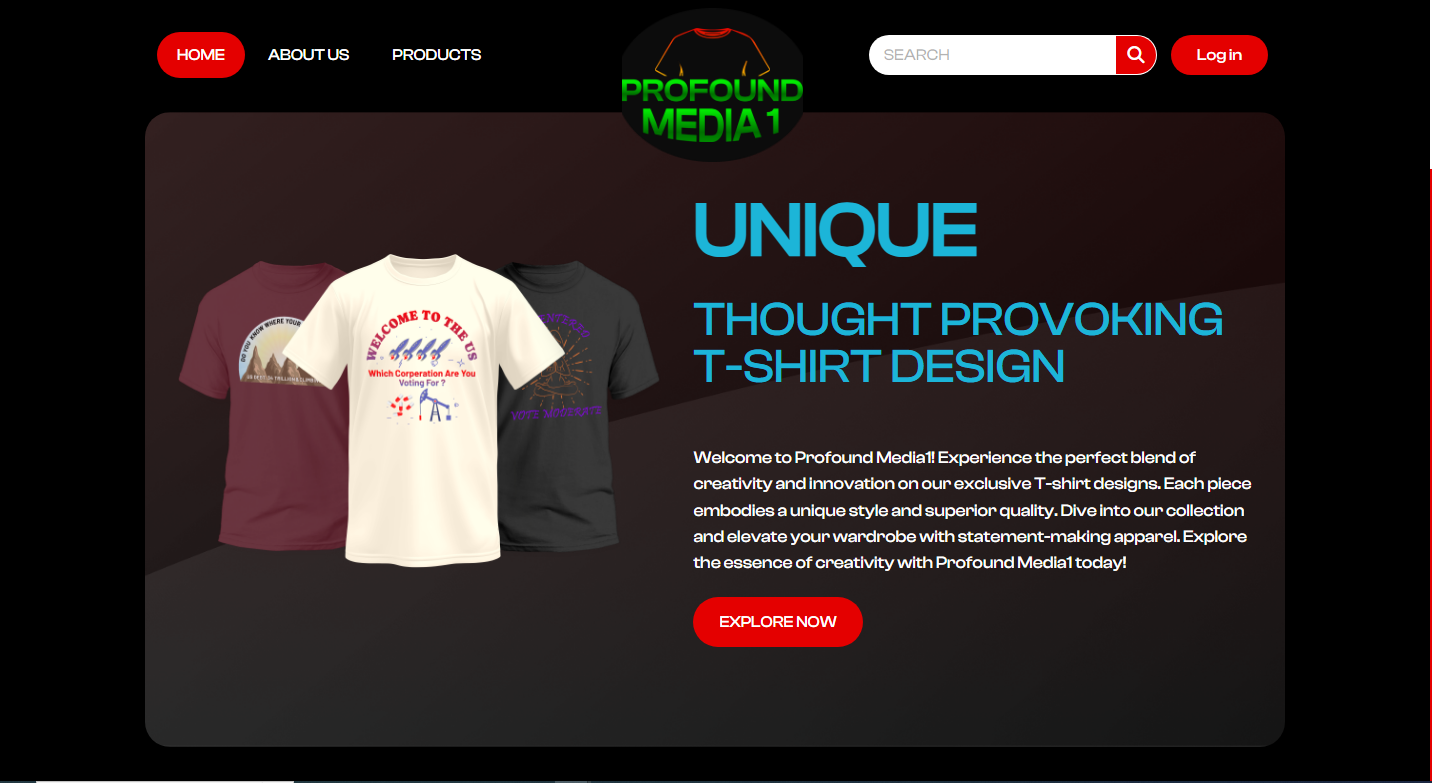 HOME
ABOUT US
PRODUCTS
PROFOUND
MEDIA 1
SEARCH
Log in
UNIQUE
THOUGHT PROVOKING
T-SHIRT DESIGN
DO YOU KNOW WHERE YOUR
WELCOME TO THE US
Which Corperation Are You
Voting For ?
VOTE MODERATE
Welcome to Profound Media1! Experience the perfect blend of
creativity and innovation on our exclusive T-shirt designs. Each piece
embodies a unique style and superior quality. Dive into our collection
and elevate your wardrobe with statement-making apparel. Explore
the essence of creativity with Profound Media1 today!
EXPLORE NOW